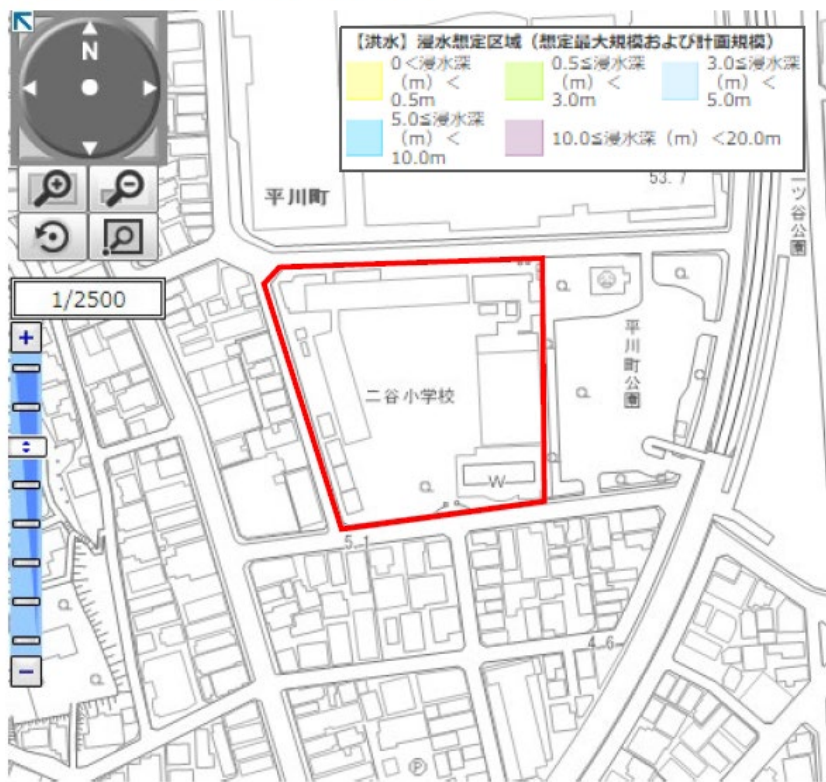 N
【洪水】浸水想定区域（想定最大規模および計画規模）
0＜浸水深
（m）＜
0.5m
0.5≦浸水深
（m）＜
3.0m
3.0≦浸水深
（m）＜
5.0m
5.0≦浸水深
（m）＜
10.0m
10.0≦浸水深（m）＜20.0m
53.7
平川町
二ツ谷公園
1/2500
+
二谷小学校
平川町公園
W
5.1
4.6
P
−